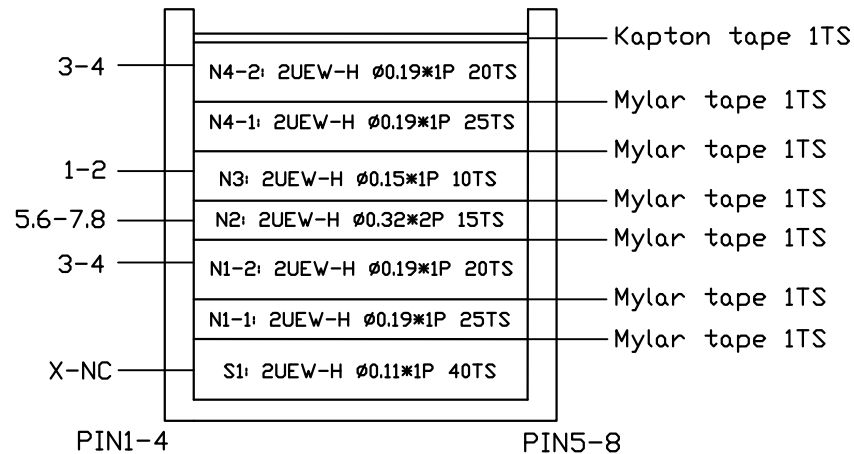 Kapton tape 1TS
3-4
N4-2: 2UEW-H Ø0.19*1P 20TS
Mylar tape 1TS
N4-1: 2UEW-H Ø0.19*1P 25TS
Mylar tape 1TS
1-2
N3: 2UEW-H Ø0.15*1P 10TS
Mylar tape 1TS
5.6-7.8
N2: 2UEW-H Ø0.32*2P 15TS
Mylar tape 1TS
3-4
N1-2: 2UEW-H Ø0.19*1P 20TS
Mylar tape 1TS
N1-1: 2UEW-H Ø0.19*1P 25TS
Mylar tape 1TS
X-NC
S1: 2UEW-H Ø0.11*1P 40TS
PIN1-4
PIN5-8